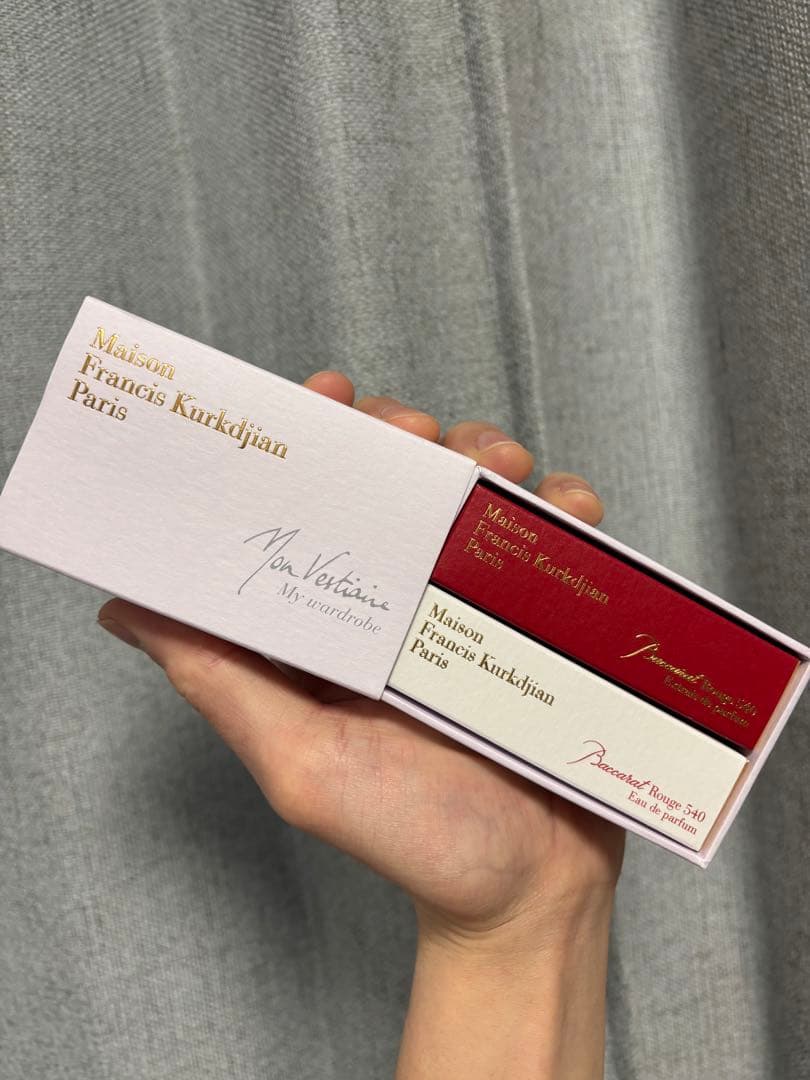 Maison
Francis Kurkdjian
Paris
Mon Vestiaire
My wardrobe
Maison
Francis Kurkdjian
Paris
Baccarat Rouge 540
Extrait de parfum
Maison
Francis Kurkdjian
Paris
Baccarat Rouge 540
Eau de parfum